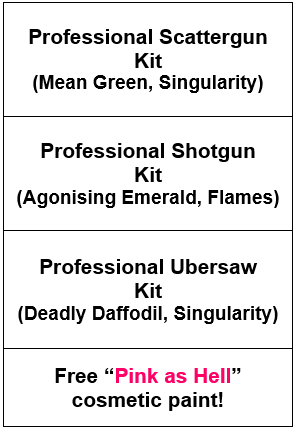 Professional Scattergun
Kit
(Mean Green, Singularity)
Professional Shotgun
Kit
(Agonising Emerald, Flames)
Professional Ubersaw
Kit
(Deadly Daffodil, Singularity)
Free “Pink as Hell”
cosmetic paint!